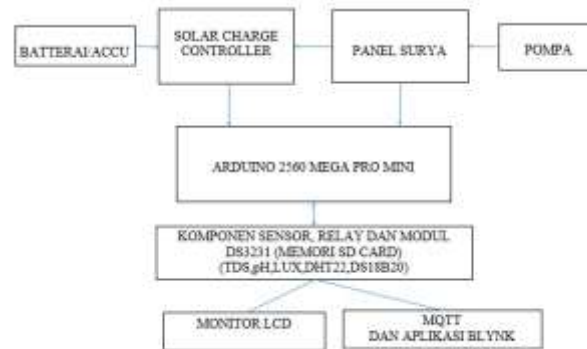 BATTERAI/ACCU
SOLAR CHARGE
CONTROLLER
PANEL SURYA
POMPA
ARDUINO 2560 MEGA PRO MINI
KOMPONEN SENSOR, RELAY DAN MODUL
DS3231 (MEMORI SD CARD)
(TDS,pH,LUX,DHT22,DS18B20)
MONITOR LCD
MQTT
DAN APLIKASI BLYNK